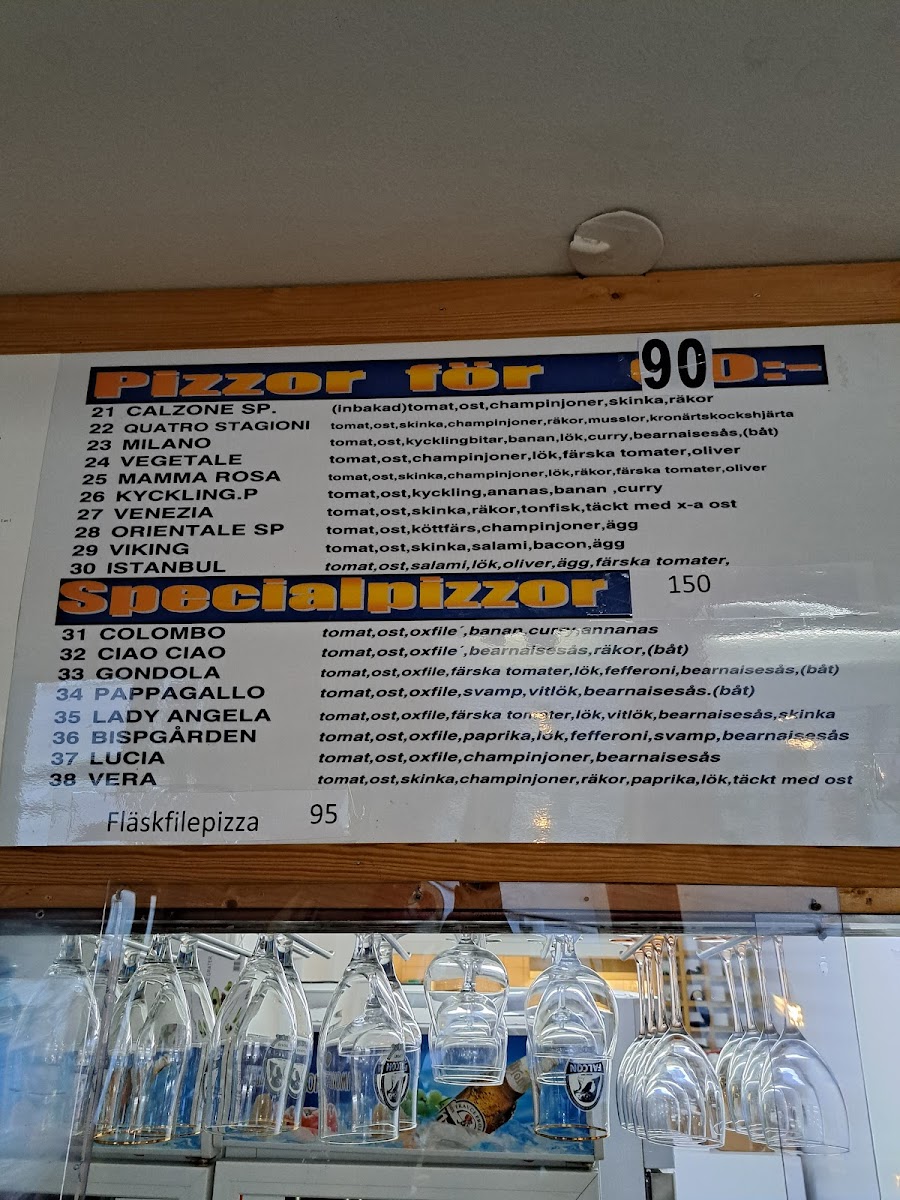 Pizzor för 90:-
21 CALZONE SP. (inbakad)tomat,ost,champinjoner,skinka,räkor
22 QUATRO STAGIONI tomat,ost,skinka,champinjoner,räkor,musslor,kronärtskockshjärta
23 MILANO tomat,ost,kycklingbitar,banan,lök,curry,bearnaisesås,(båt)
24 VEGETALE tomat,ost,champinjoner,lök,färska tomater,oliver
25 MAMMA ROSA tomat,ost,skinka,champinjoner,lök,räkor,färska tomater,oliver
26 KYCKLING.P tomat,ost,kyckling,ananas,banan ,curry
27 VENEZIA tomat,ost,skinka,räkor,tonfisk,täckt med x-a ost
28 ORIENTALE SP tomat,ost,köttfärs,champinjoner,ägg
29 VIKING tomat,ost,skinka,salami,bacon,ägg
30 ISTANBUL tomat,ost,salami,lök,oliver,ägg,färska tomater,
Specialpizzor 150
31 COLOMBO tomat,ost,oxfile´,banan,curry,annanas
32 CIAO CIAO tomat,ost,oxfile´,bearnaisesås,räkor,(båt)
33 GONDOLA tomat,ost,oxfile,färska tomater,lök,fefferoni,bearnaisesås,(båt)
34 PAPPAGALLO tomat,ost,oxfile,svamp,vitlök,bearnaisesås.(båt)
35 LADY ANGELA tomat,ost,oxfile,färska tomater,lök,vitlök,bearnaisesås,skinka
36 BISPGÅRDEN tomat,ost,oxfile,paprika,lök,fefferoni,svamp,bearnaisesås
37 LUCIA tomat,ost,oxfile,champinjoner,bearnaisesås
38 VERA tomat,ost,skinka,champinjoner,räkor,paprika,lök,täckt med ost
Fläskfilepizza 95
FALCON
FALCON